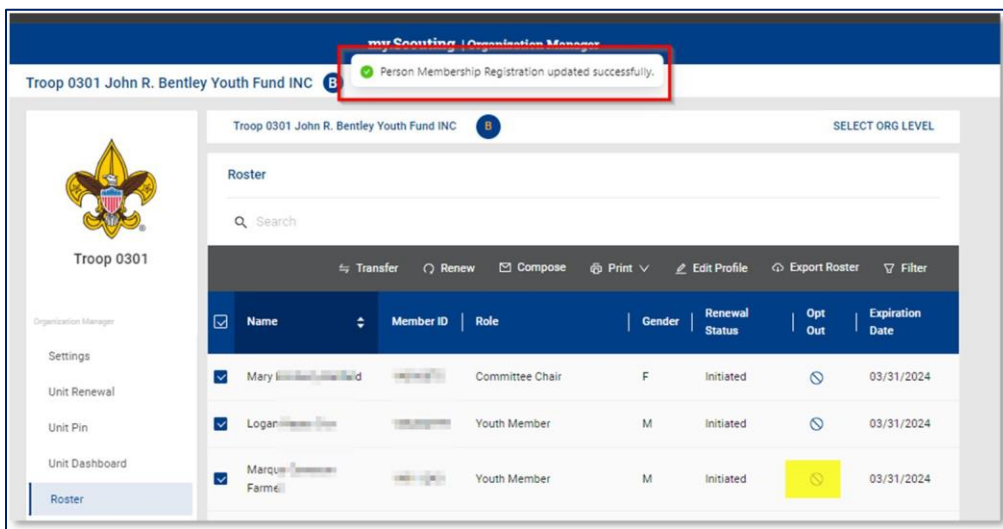 my.Scouting | Organization Manager
Person Membership Registration updated successfully.
Troop 0301 John R. Bentley Youth Fund INC B
Troop 0301 John R. Bentley Youth Fund INC B SELECT ORG LEVEL
Troop 0301
Organization Manager
Settings
Unit Renewal
Unit Pin
Unit Dashboard
Roster
Roster
Search
Transfer Renew Compose Print Edit Profile Export Roster Filter
Name Member ID Role Gender Renewal Status Opt Out Expiration Date
Mary Committee Chair F Initiated 03/31/2024
Logan Youth Member M Initiated 03/31/2024
Youth Member M Initiated 03/31/2024